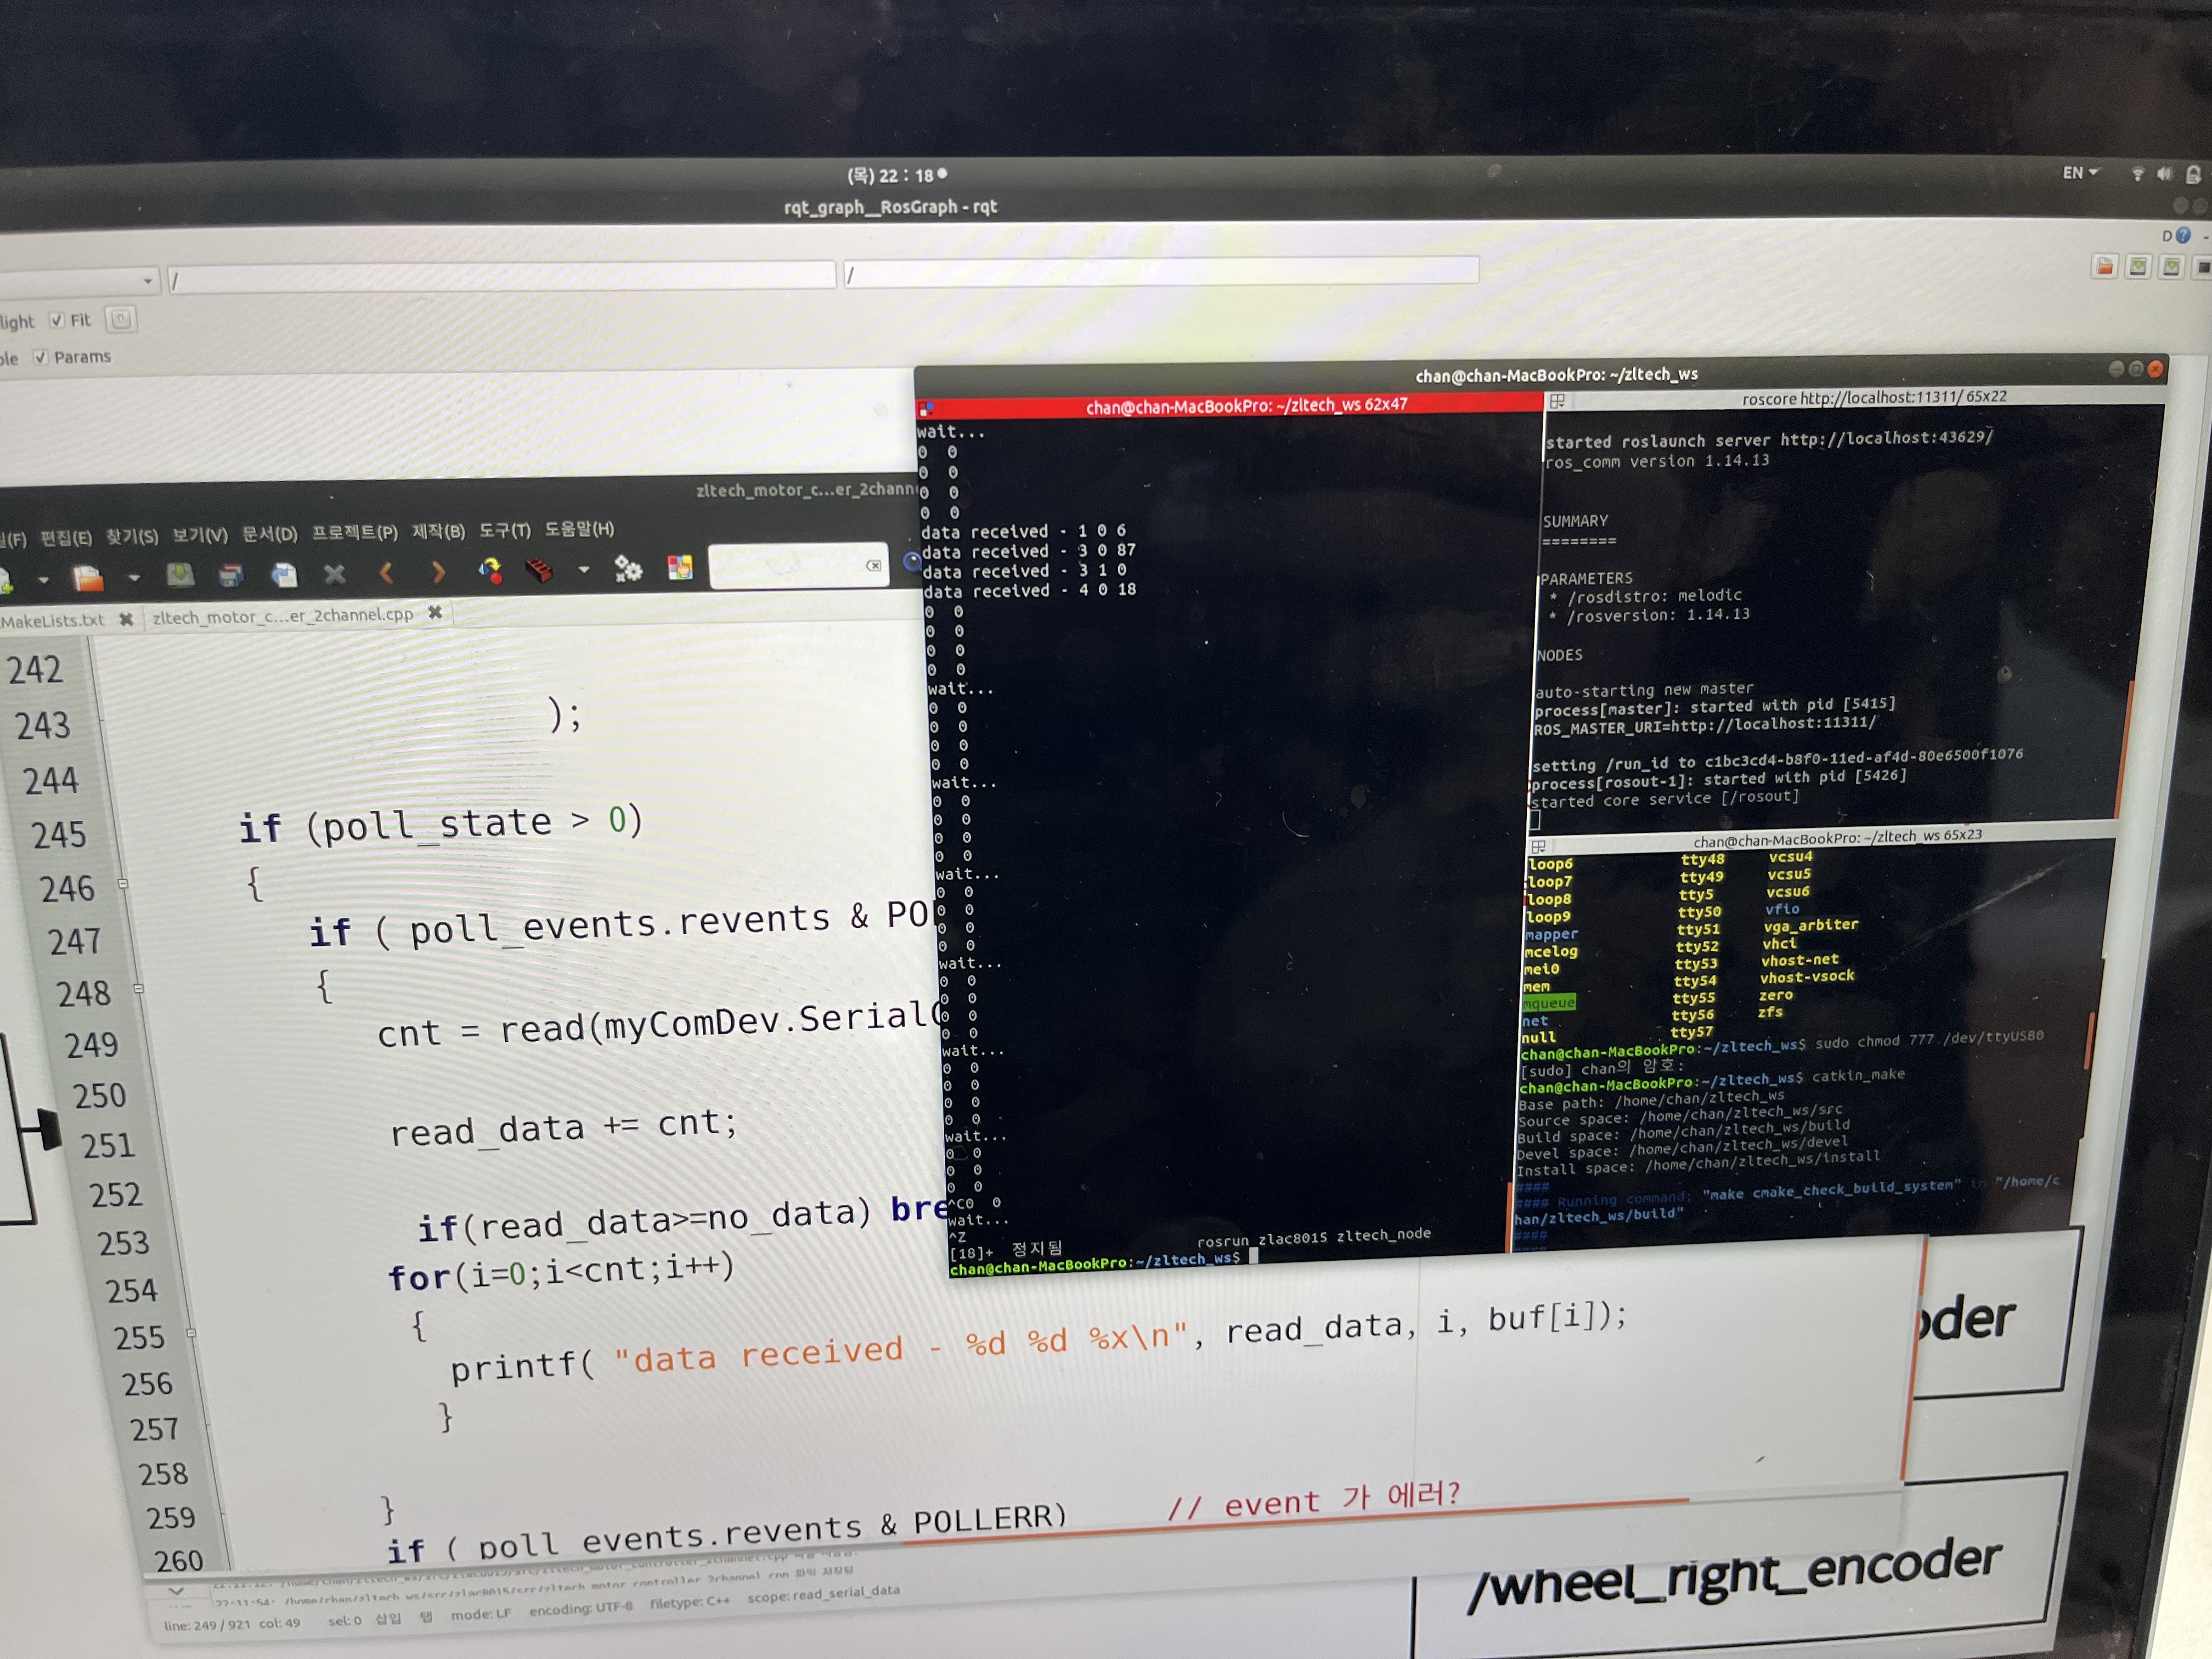 (목) 22 : 18
EN
rqt_graph__RosGraph - rqt
D
/
/
light Fit
Params
chan@chan-MacBookPro: ~/zltech_ws
chan@chan-MacBookPro: ~/zltech_ws 62x47
wait...
0 0
0 0
0 0
0 0
data received - 1 0 6
data received - 3 0 87
data received - 3 1 0
data received - 4 0 18
0 0
0 0
0 0
0 0
wait...
0 0
0 0
0 0
0 0
wait...
0 0
0 0
0 0
0 0
wait...
0 0
0 0
0 0
0 0
wait...
0 0
0 0
0 0
0 0
wait...
0 0
0 0
0 0
0 0
wait...
0 0
0 0
0 0
^C0 0
wait...
^Z
[18]+ 정지됨 rosrun zlac8015 zltech_node
chan@chan-MacBookPro:~/zltech_ws$
roscore http://localhost:11311/ 65x22
started roslaunch server http://localhost:43629/
ros_comm version 1.14.13
SUMMARY
========
PARAMETERS
* /rosdistro: melodic
* /rosversion: 1.14.13
NODES
auto-starting new master
process[master]: started with pid [5415]
ROS_MASTER_URI=http://localhost:11311/
setting /run_id to c1bc3cd4-b8f0-11ed-af4d-80e6500f1076
process[rosout-1]: started with pid [5426]
started core service [/rosout]
chan@chan-MacBookPro: ~/zltech_ws 65x23
loop6 tty48 vcsu4
loop7 tty49 vcsu5
loop8 tty5 vcsu6
loop9 tty50 vfio
mapper tty51 vga_arbiter
mcelog tty52 vhci
mei0 tty53 vhost-net
mem tty54 vhost-vsock
mqueue tty55 zero
net tty56 zfs
null tty57
chan@chan-MacBookPro:~/zltech_ws$ sudo chmod 777 /dev/ttyUSB0
[sudo] chan의 암호:
chan@chan-MacBookPro:~/zltech_ws$ catkin_make
Base path: /home/chan/zltech_ws
Source space: /home/chan/zltech_ws/src
Build space: /home/chan/zltech_ws/build
Devel space: /home/chan/zltech_ws/devel
Install space: /home/chan/zltech_ws/install
####
#### Running command: "make cmake_check_build_system" in "/home/c
han/zltech_ws/build"
####
zltech_motor_c...er_2chann
(F) 편집(E) 찾기(S) 보기(V) 문서(D) 프로젝트(P) 제작(B) 도구(T) 도움말(H)
MakeLists.txt zltech_motor_c...er_2channel.cpp
242
243 );
244
245 if (poll_state > 0)
246 {
247 if ( poll_events.revents & PO
248 {
249 cnt = read(myComDev.Serial
250
251 read_data += cnt;
252
253 if(read_data>=no_data) bre
254 for(i=0;i<cnt;i++)
255 {
256 printf( "data received - %d %d %x\n", read_data, i, buf[i]);
257 }
258
259 }
260 if ( poll_events.revents & POLLERR) // event 가 에러?
line: 249 / 921 col: 49 sel: 0 삽입 탭 mode: LF encoding: UTF-8 filetype: C++ scope: read_serial_data
oder
/wheel_right_encoder